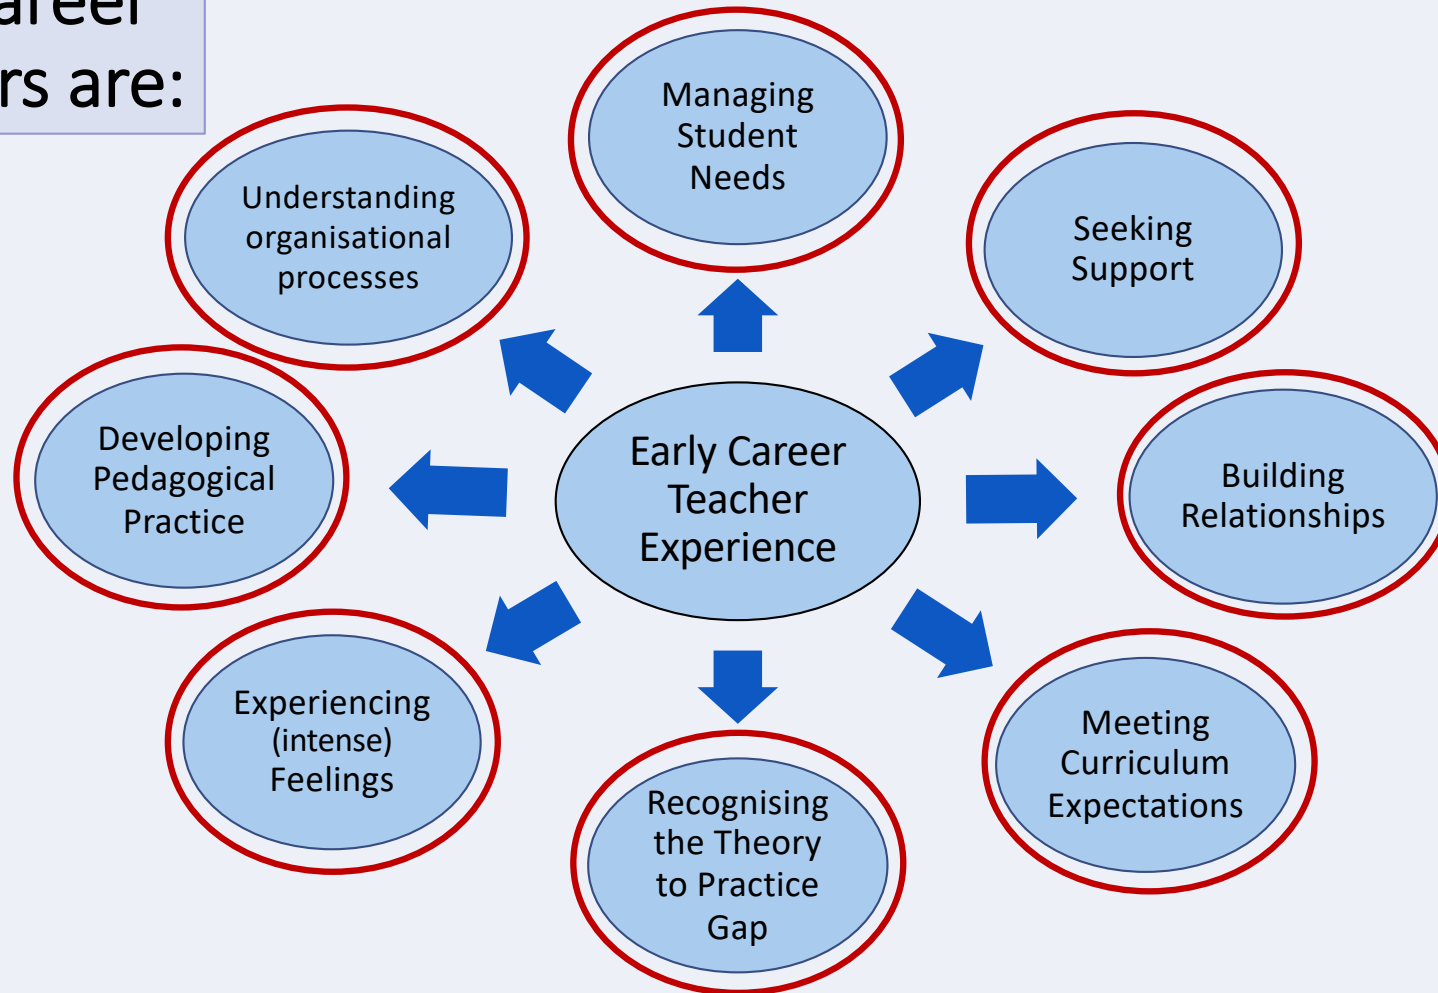 areer
rs are:
Managing
Student
Needs
Understanding
organisational
processes
Seeking
Support
Developing
Pedagogical
Practice
Early Career
Teacher
Experience
Building
Relationships
Experiencing
(intense)
Feelings
Recognising
the Theory
to Practice
Gap
Meeting
Curriculum
Expectations